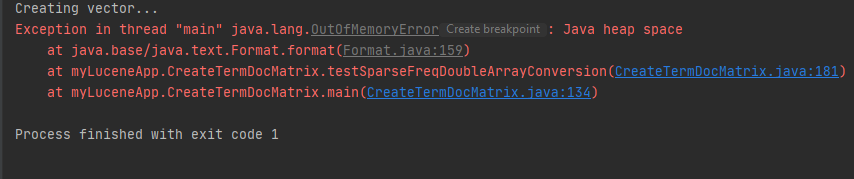 Creating vector...
Exception in thread "main" java.lang.OutOfMemoryError Create breakpoint : Java heap space
at java.base/java.text.Format.format(Format.java:159)
at myLuceneApp.CreateTermDocMatrix.testSparseFreqDoubleArrayConversion(CreateTermDocMatrix.java:181)
at myLuceneApp.CreateTermDocMatrix.main(CreateTermDocMatrix.java:134)
Process finished with exit code 1